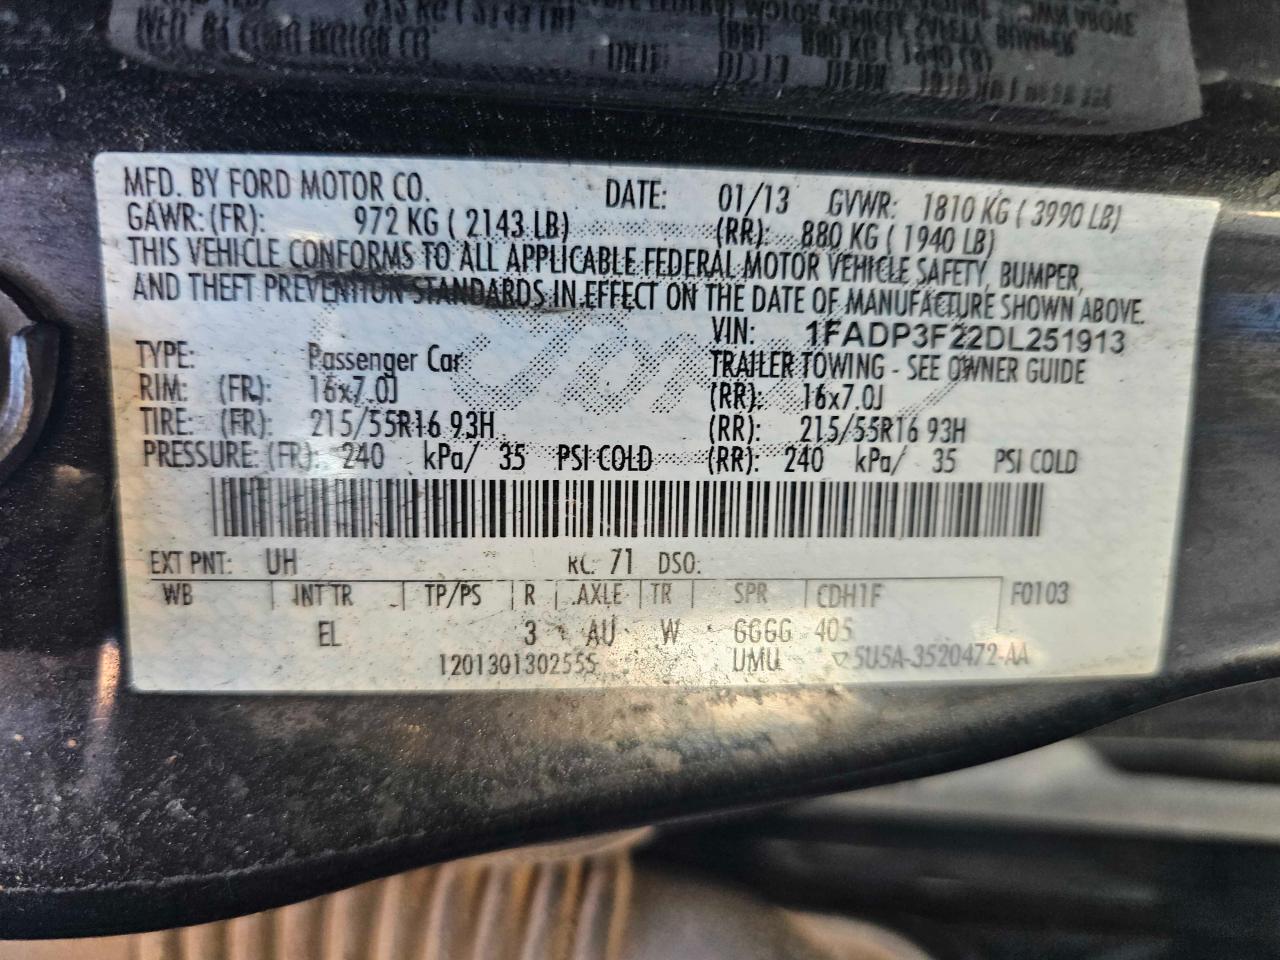 MFD. BY FORD MOTOR CO. DATE: 01/13 GVWR: 1810 KG ( 3990 LB)
GAWR: (FR): 972 KG ( 2143 LB) (RR): 880 KG ( 1940 LB)
THIS VEHICLE CONFORMS TO ALL APPLICABLE FEDERAL MOTOR VEHICLE SAFETY, BUMPER,
AND THEFT PREVENTION STANDARDS IN EFFECT ON THE DATE OF MANUFACTURE SHOWN ABOVE.
VIN: 1FADP3F22DL251913
TYPE: Passenger Car TRAILER TOWING - SEE OWNER GUIDE
RIM: (FR): 16x7.0J (RR): 16x7.0J
TIRE: (FR): 215/55R16 93H (RR): 215/55R16 93H
PRESSURE: (FR): 240 kPa/ 35 PSI COLD (RR): 240 kPa/ 35 PSI COLD
EXT PNT: UH RC: 71 DSO:
WB | INT TR | TP/PS | R | AXLE | TR | SPR | CDH1F F0103
EL 3 AU W GGGG 405
1201301302555 UMU ▽5U5A-3520472-AA